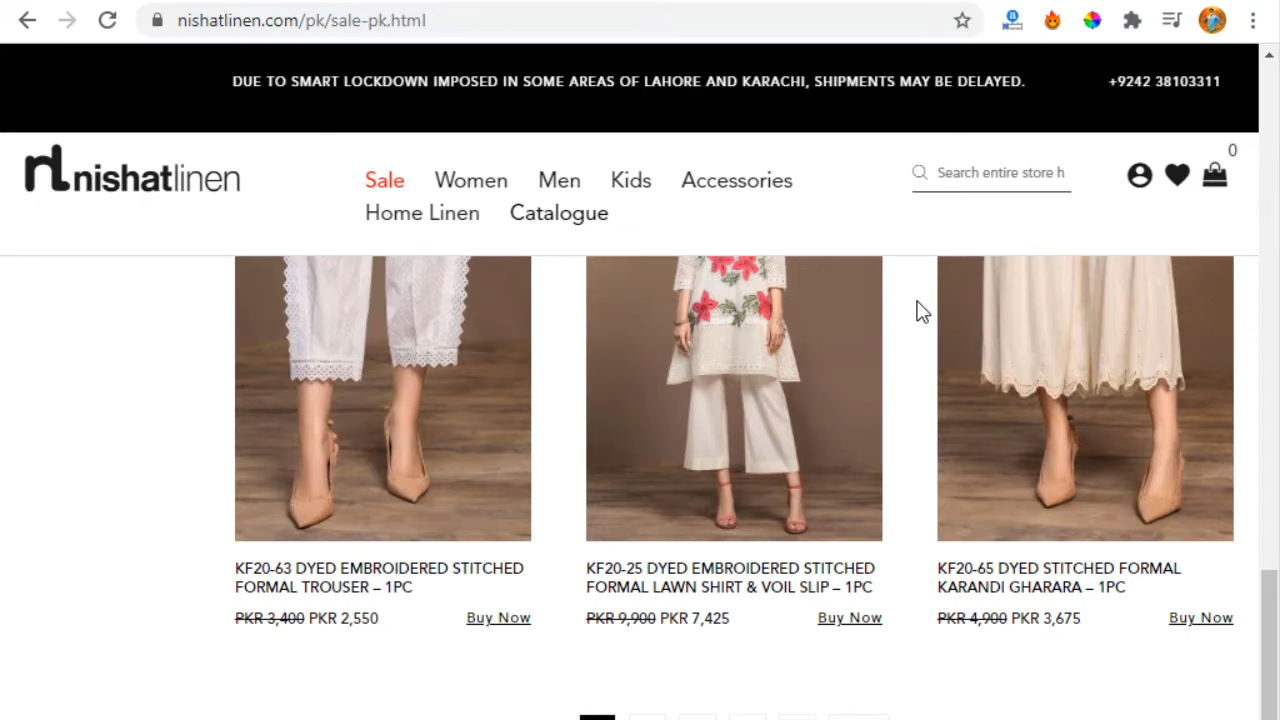 nishatlinen.com/pk/sale-pk.html
DUE TO SMART LOCKDOWN IMPOSED IN SOME AREAS OF LAHORE AND KARACHI, SHIPMENTS MAY BE DELAYED.
+9242 38103311
nishatlinen
Sale Women Men Kids Accessories
Home Linen Catalogue
Search entire store h
0
KF20-63 DYED EMBROIDERED STITCHED
FORMAL TROUSER – 1PC
PKR 3,400 PKR 2,550 Buy Now
KF20-25 DYED EMBROIDERED STITCHED
FORMAL LAWN SHIRT & VOIL SLIP – 1PC
PKR 9,900 PKR 7,425 Buy Now
KF20-65 DYED STITCHED FORMAL
KARANDI GHARARA – 1PC
PKR 4,900 PKR 3,675 Buy Now